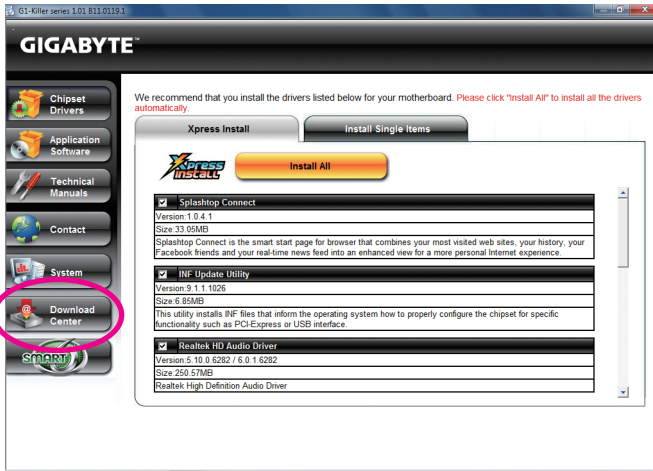 G1-Killer series 1.01 B11.0119.1
GIGABYTE™
Chipset
Drivers
Application
Software
Technical
Manuals
Contact
System
Download
Center
SMART
We recommend that you install the drivers listed below for your motherboard. Please click "Install All" to install all the drivers
automatically.
Xpress Install
Install Single Items
Xpress
Install
Install All
Splashtop Connect
Version:1.0.4.1
Size:33.05MB
Splashtop Connect is the smart start page for browser that combines your most visited web sites, your history, your
Facebook friends and your real-time news feed into an enhanced view for a more personal Internet experience.
INF Update Utility
Version:9.1.1.1026
Size:6.85MB
This utility installs INF files that inform the operating system how to properly configure the chipset for specific
functionality such as PCI-Express or USB interface.
Realtek HD Audio Driver
Version:5.10.0.6282 / 6.0.1.6282
Size:250.57MB
Realtek High Definition Audio Driver